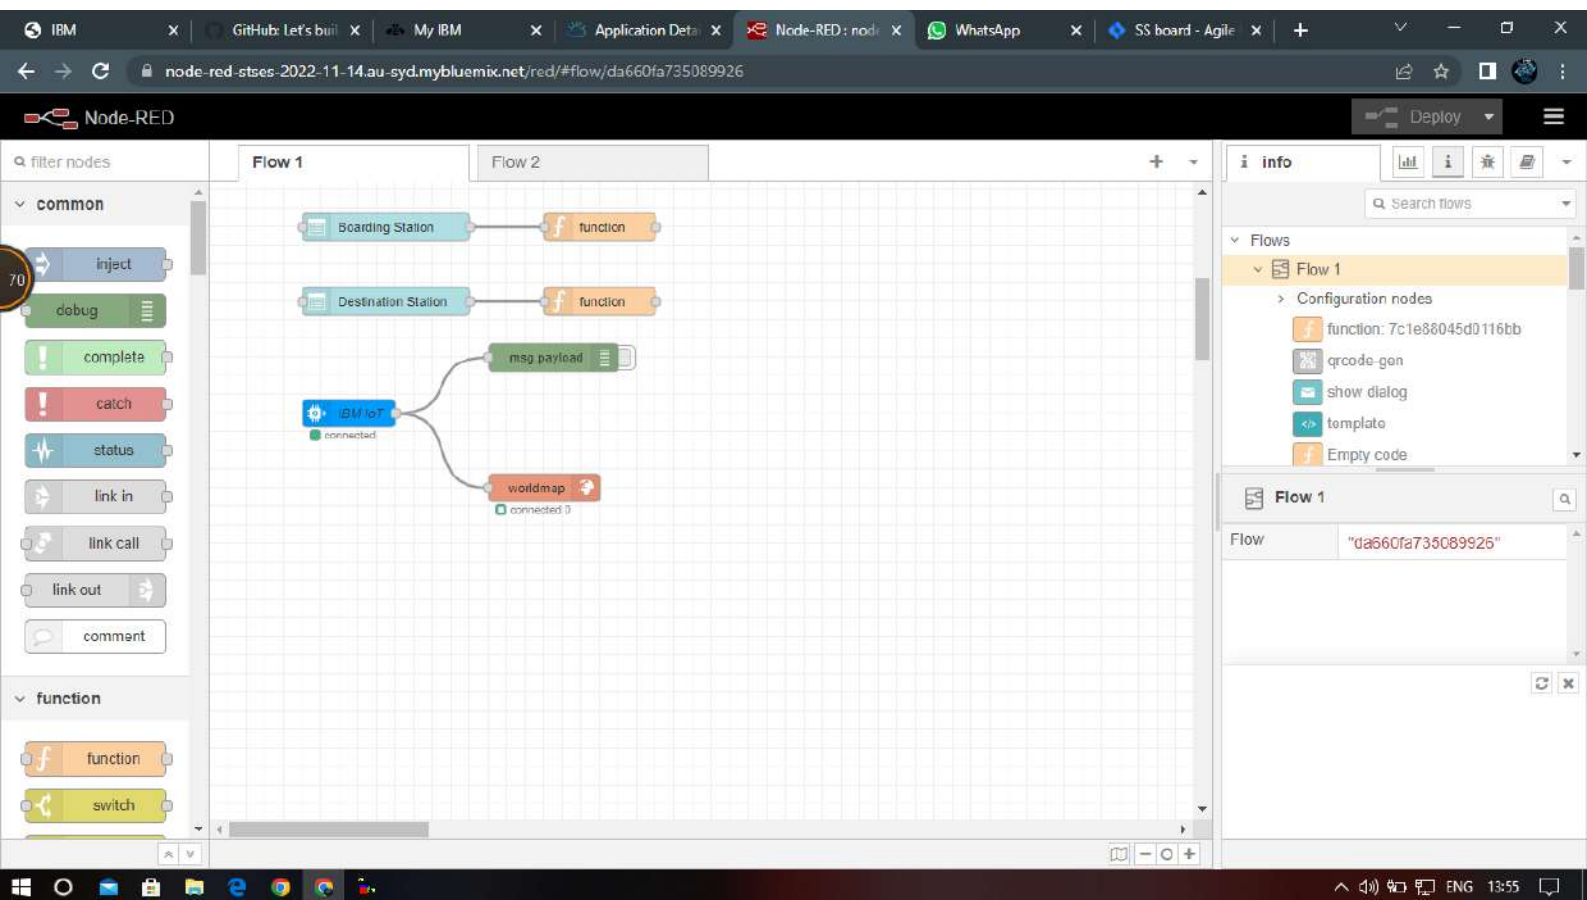 IBM
GitHub: Let's buil
My IBM
Application Detai
Node-RED : node
WhatsApp
SS board - Agile
node-red-stses-2022-11-14.au-syd.mybluemix.net/red/#flow/da660fa735089926
Node-RED
Deploy
filter nodes
Flow 1
Flow 2
info
common
Search flows
Flows
Flow 1
Configuration nodes
function: 7c1e88045d0116bb
qrcode-gen
show dialog
template
Empty code
inject
70
debug
complete
catch
status
link in
link call
link out
comment
function
function
switch
Boarding Station
function
Destination Station
function
msg.payload
IBM IoT
connected
worldmap
connected 0
Flow 1
Flow
"da660fa735089926"
ENG
13:55